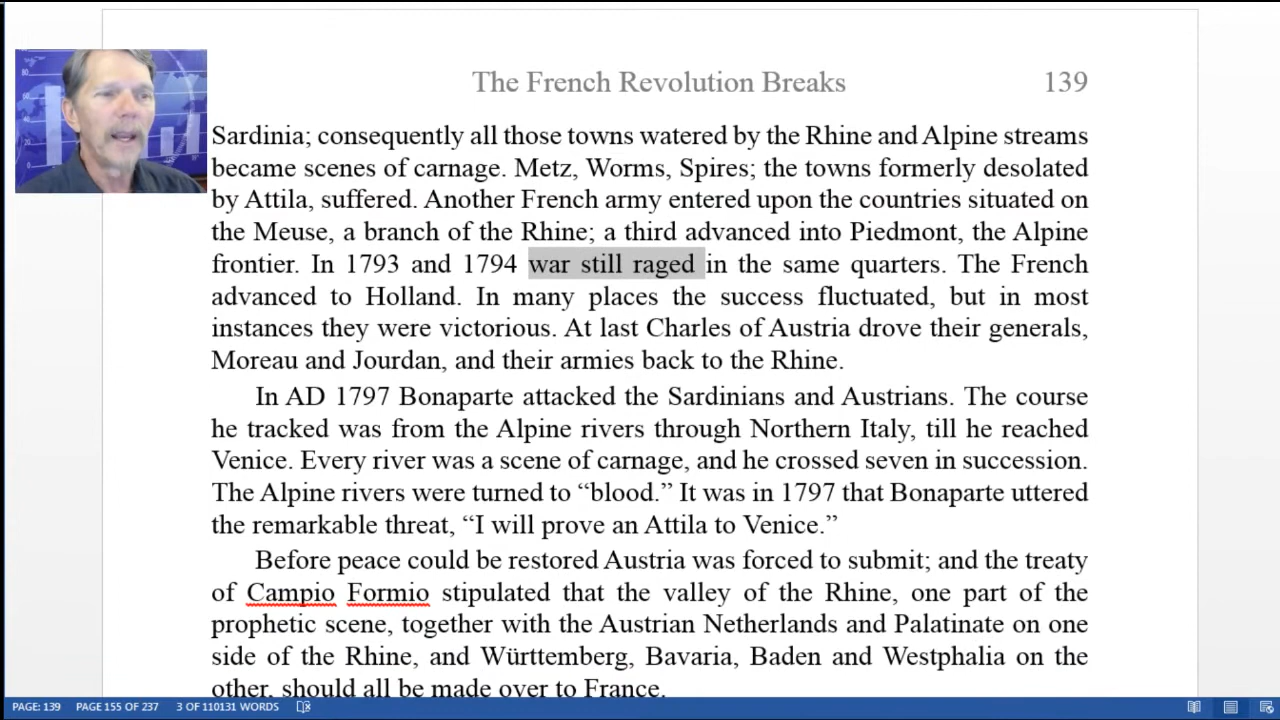 The French Revolution Breaks 139
Sardinia; consequently all those towns watered by the Rhine and Alpine streams
became scenes of carnage. Metz, Worms, Spires; the towns formerly desolated
by Attila, suffered. Another French army entered upon the countries situated on
the Meuse, a branch of the Rhine; a third advanced into Piedmont, the Alpine
frontier. In 1793 and 1794 war still raged in the same quarters. The French
advanced to Holland. In many places the success fluctuated, but in most
instances they were victorious. At last Charles of Austria drove their generals,
Moreau and Jourdan, and their armies back to the Rhine.
In AD 1797 Bonaparte attacked the Sardinians and Austrians. The course
he tracked was from the Alpine rivers through Northern Italy, till he reached
Venice. Every river was a scene of carnage, and he crossed seven in succession.
The Alpine rivers were turned to “blood.” It was in 1797 that Bonaparte uttered
the remarkable threat, “I will prove an Attila to Venice.”
Before peace could be restored Austria was forced to submit; and the treaty
of Campio Formio stipulated that the valley of the Rhine, one part of the
prophetic scene, together with the Austrian Netherlands and Palatinate on one
side of the Rhine, and Württemberg, Bavaria, Baden and Westphalia on the
other, should all be made over to France.
PAGE: 139 PAGE 155 OF 237 3 OF 110131 WORDS